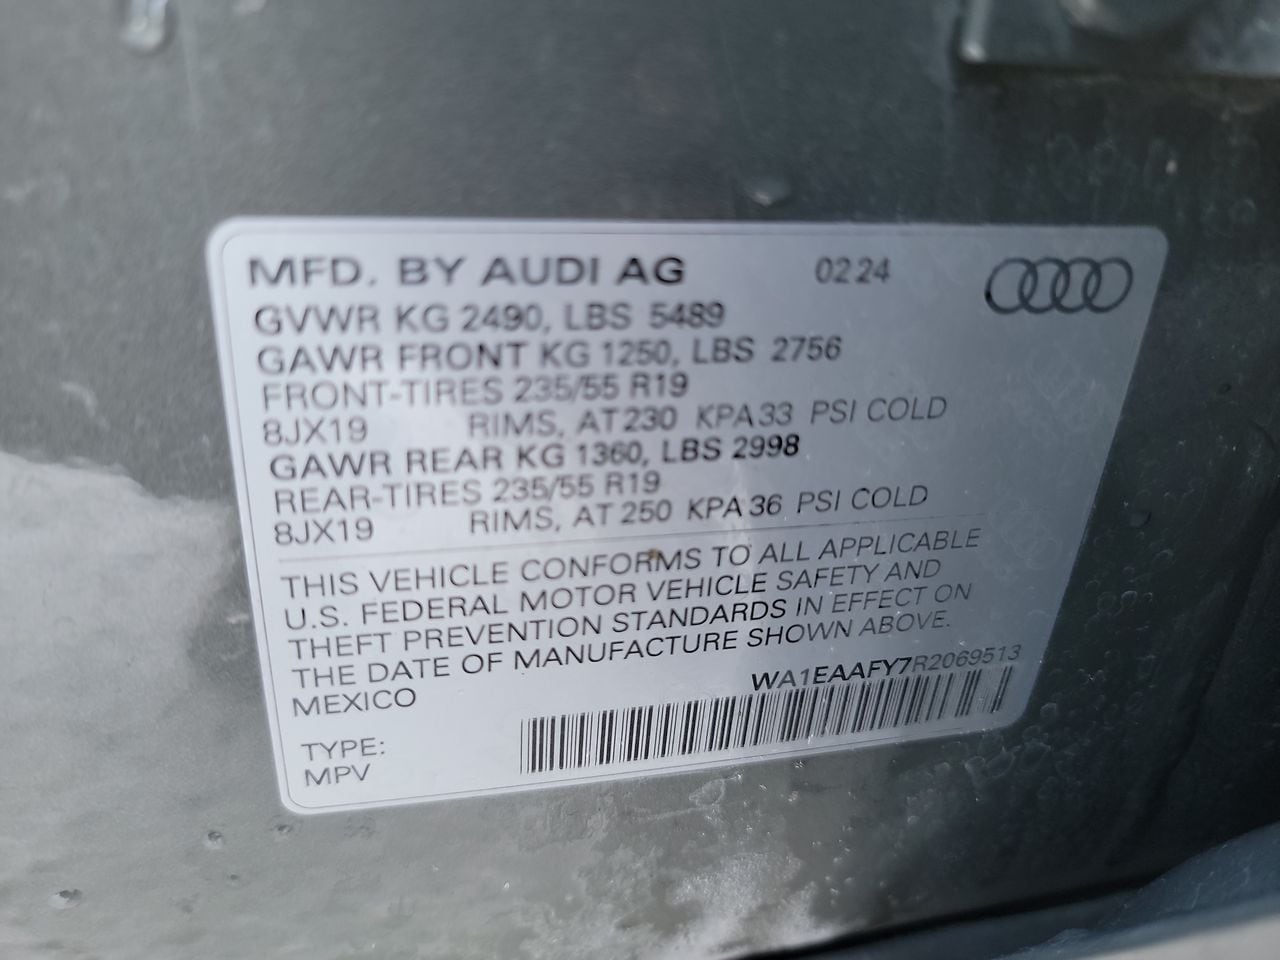 MFD. BY AUDI AG 02 24
GVWR KG 2490, LBS 5489
GAWR FRONT KG 1250, LBS 2756
FRONT-TIRES 235/55 R19
8JX19 RIMS, AT 230 KPA 33 PSI COLD
GAWR REAR KG 1360, LBS 2998
REAR-TIRES 235/55 R19
8JX19 RIMS, AT 250 KPA 36 PSI COLD
THIS VEHICLE CONFORMS TO ALL APPLICABLE
U.S. FEDERAL MOTOR VEHICLE SAFETY AND
THEFT PREVENTION STANDARDS IN EFFECT ON
THE DATE OF MANUFACTURE SHOWN ABOVE.
MEXICO WA1EAAFY7R2069513
TYPE:
MPV